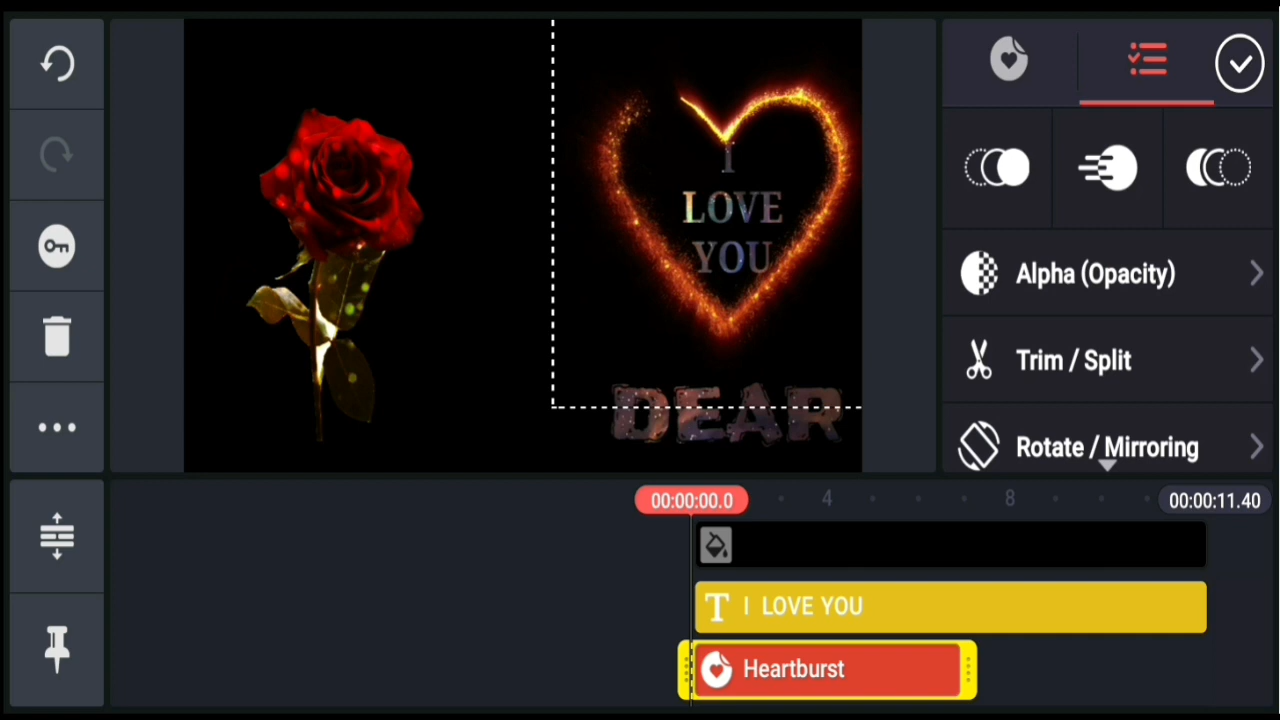 I
LOVE
YOU
DEAR
Alpha (Opacity)
Trim / Split
Rotate / Mirroring
00:00:00.0
4
8
00:00:11.40
T I LOVE YOU
Heartburst